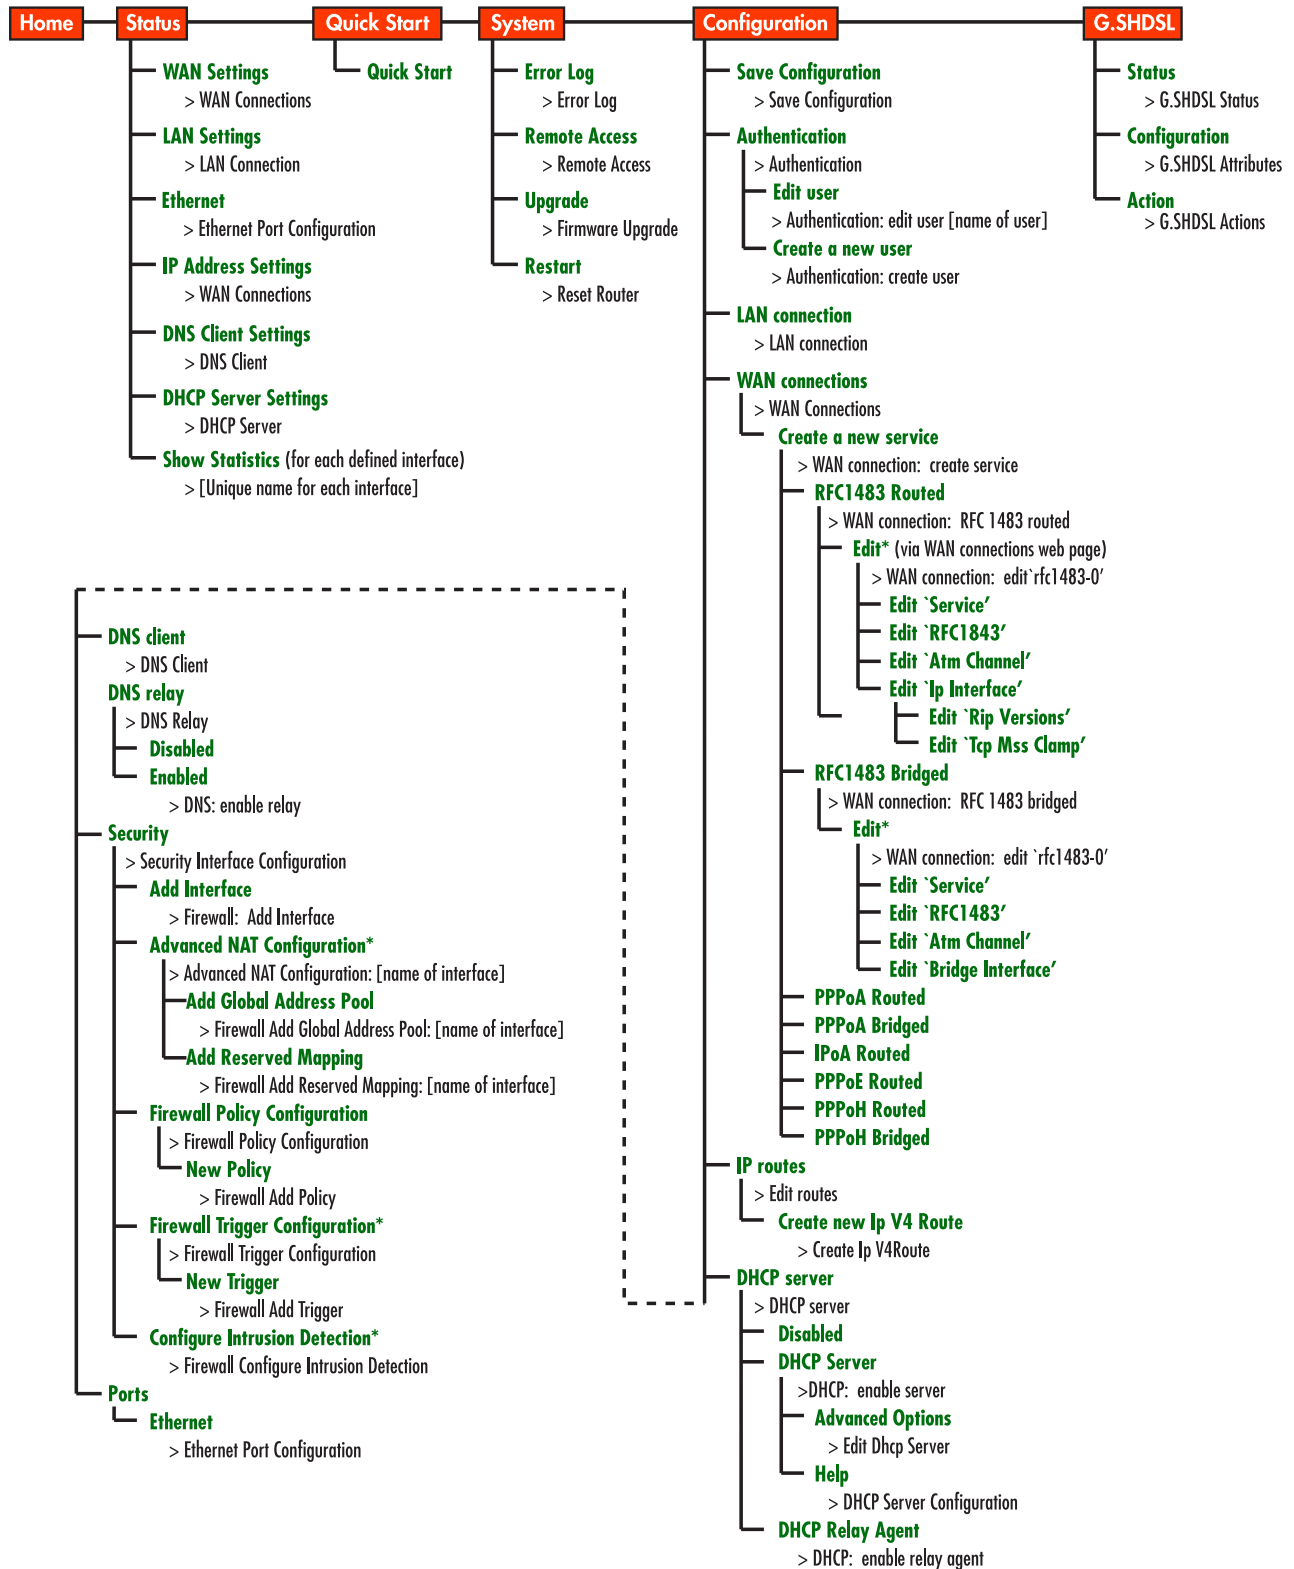 Home
Status
Quick Start
System
Configuration
G.SHDSL
WAN Settings
> WAN Connections
LAN Settings
> LAN Connection
Ethernet
> Ethernet Port Configuration
IP Address Settings
> WAN Connections
DNS Client Settings
> DNS Client
DHCP Server Settings
> DHCP Server
Show Statistics (for each defined interface)
> [Unique name for each interface]
Quick Start
Error Log
> Error Log
Remote Access
> Remote Access
Upgrade
> Firmware Upgrade
Restart
> Reset Router
Save Configuration
> Save Configuration
Authentication
> Authentication
Edit user
> Authentication: edit user [name of user]
Create a new user
> Authentication: create user
LAN connection
> LAN connection
WAN connections
> WAN Connections
Create a new service
> WAN connection: create service
RFC1483 Routed
> WAN connection: RFC 1483 routed
Edit* (via WAN connections web page)
> WAN connection: edit`rfc1483-0'
Edit `Service'
Edit `RFC1843'
Edit `Atm Channel'
Edit `Ip Interface'
Edit `Rip Versions'
Edit `Tcp Mss Clamp'
RFC1483 Bridged
> WAN connection: RFC 1483 bridged
Edit*
> WAN connection: edit `rfc1483-0'
Edit `Service'
Edit `RFC1483'
Edit `Atm Channel'
Edit `Bridge Interface'
PPPoA Routed
PPPoA Bridged
IPoA Routed
PPPoE Routed
PPPoH Routed
PPPoH Bridged
IP routes
> Edit routes
Create new Ip V4 Route
> Create Ip V4Route
DHCP server
> DHCP server
Disabled
DHCP Server
>DHCP: enable server
Advanced Options
> Edit Dhcp Server
Help
> DHCP Server Configuration
DHCP Relay Agent
> DHCP: enable relay agent
Status
> G.SHDSL Status
Configuration
> G.SHDSL Attributes
Action
> G.SHDSL Actions
DNS client
> DNS Client
DNS relay
> DNS Relay
Disabled
Enabled
> DNS: enable relay
Security
> Security Interface Configuration
Add Interface
> Firewall: Add Interface
Advanced NAT Configuration*
> Advanced NAT Configuration: [name of interface]
Add Global Address Pool
> Firewall Add Global Address Pool: [name of interface]
Add Reserved Mapping
> Firewall Add Reserved Mapping: [name of interface]
Firewall Policy Configuration
> Firewall Policy Configuration
New Policy
> Firewall Add Policy
Firewall Trigger Configuration*
> Firewall Trigger Configuration
New Trigger
> Firewall Add Trigger
Configure Intrusion Detection*
> Firewall Configure Intrusion Detection
Ports
Ethernet
> Ethernet Port Configuration